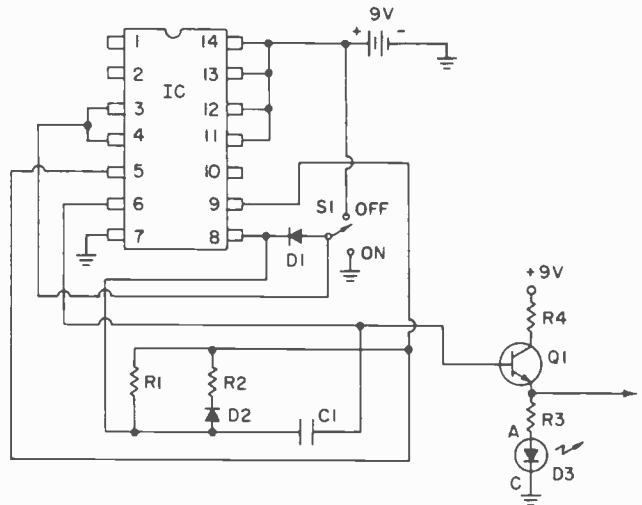 9V
+ -
1 14
2 13
IC
3 12
4 11
5 10
6 9
7 8
S1 OFF
ON
D1
+9V
R4
Q1
R1 R2
D2 C1
R3
A
D3
C